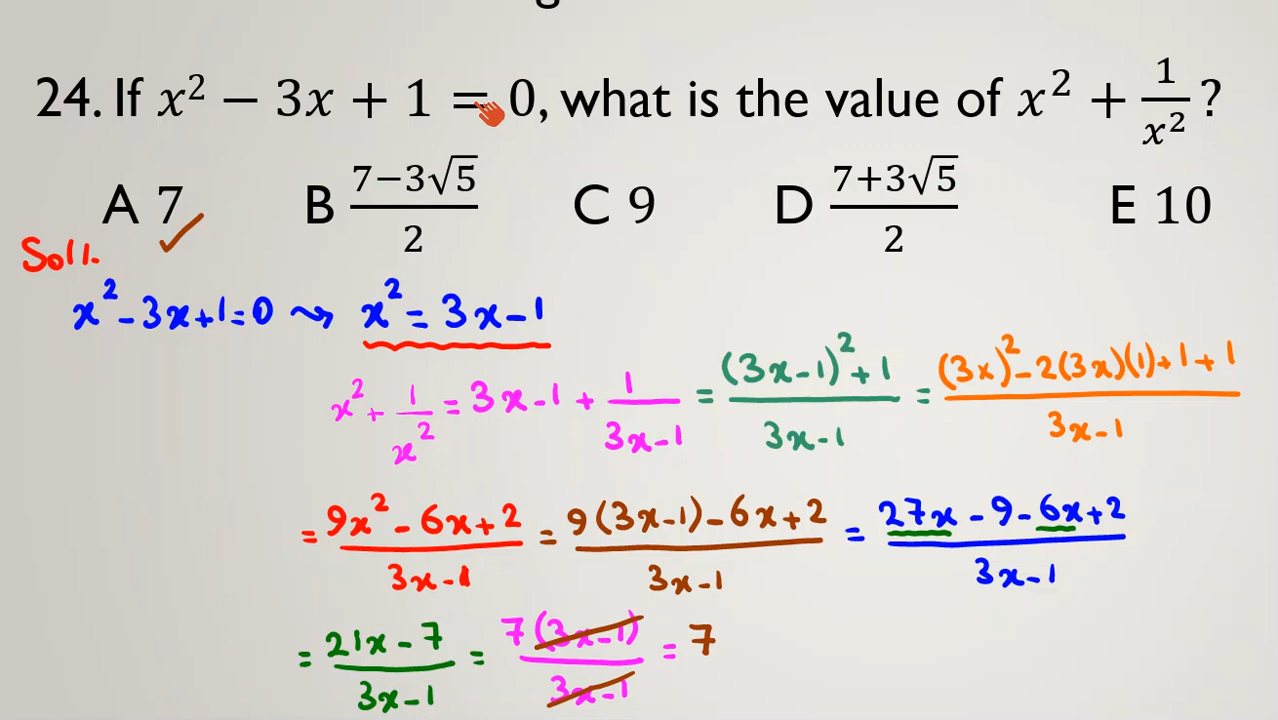 24. If x² − 3x + 1 = 0, what is the value of x² + 1/x² ?
A 7 B (7−3√5)/2 C 9 D (7+3√5)/2 E 10
Soln.
x² - 3x + 1 = 0 ⇝ x² = 3x - 1
x² + 1/x² = 3x - 1 + 1/(3x - 1) = ((3x - 1)² + 1)/(3x - 1) = ((3x)² - 2(3x)(1) + 1 + 1)/(3x - 1)
= (9x² - 6x + 2)/(3x - 1) = (9(3x - 1) - 6x + 2)/(3x - 1) = (27x - 9 - 6x + 2)/(3x - 1)
= (21x - 7)/(3x - 1) = 7(3x - 1)/(3x - 1) = 7